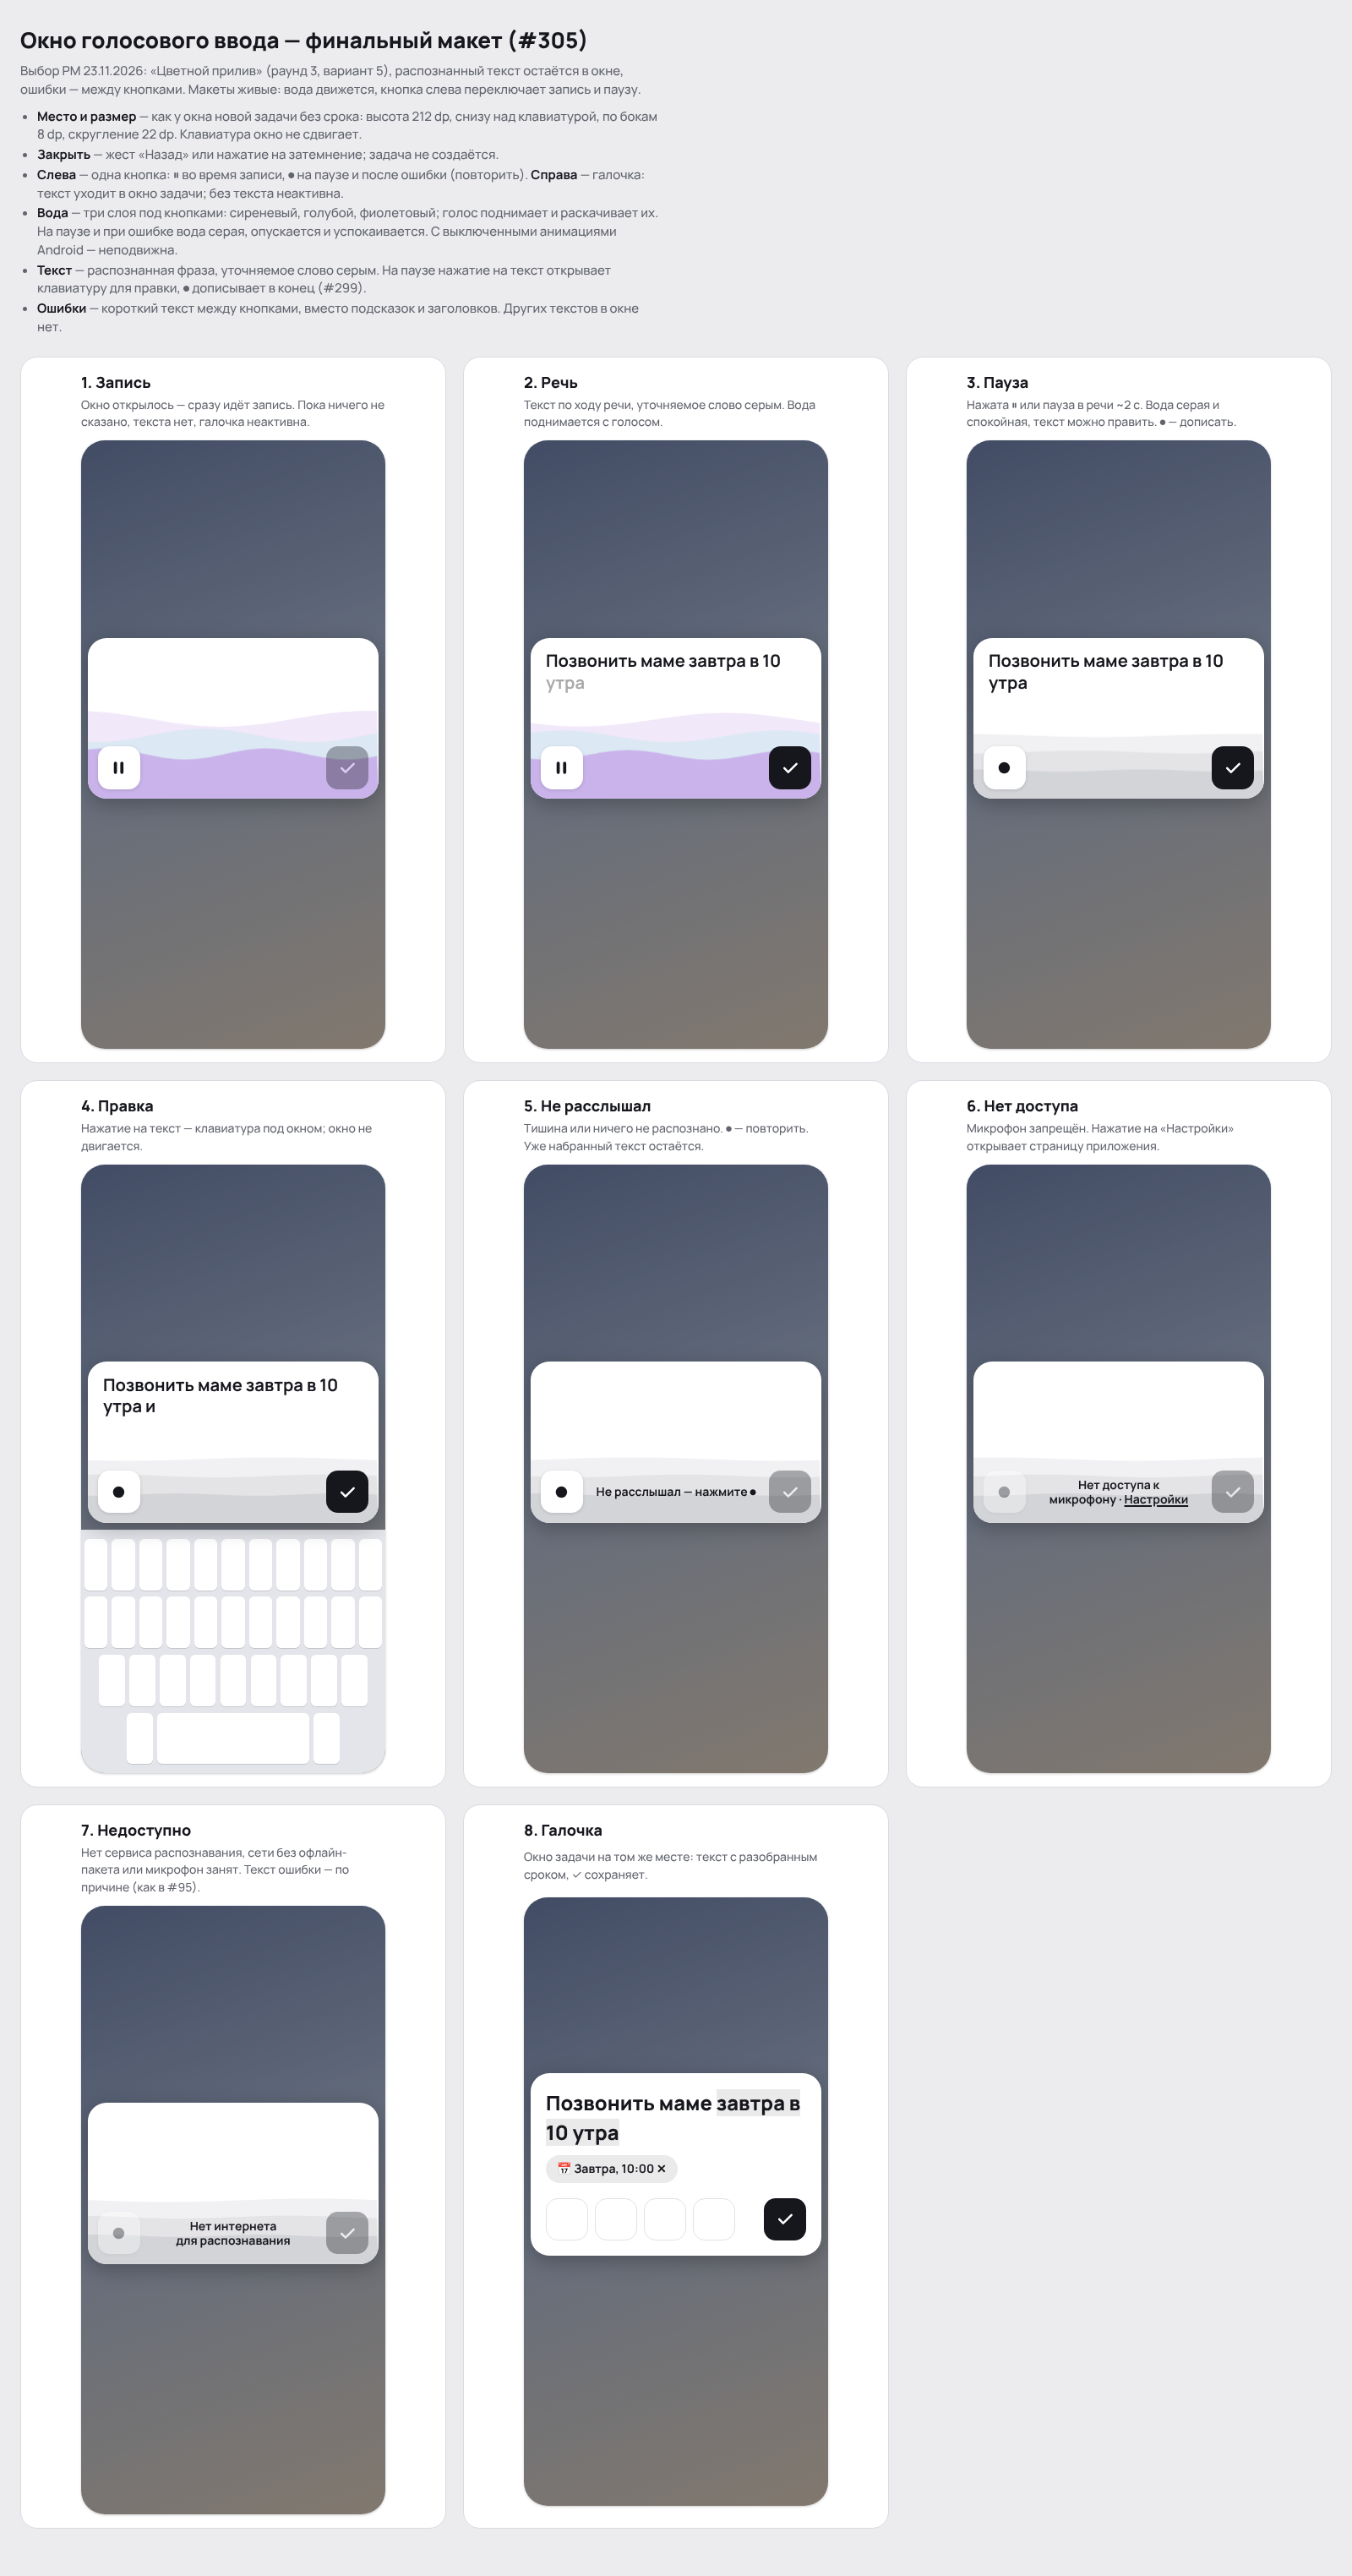 Окно голосового ввода — финальный макет (#305)
Выбор PM 23.11.2026: «Цветной прилив» (раунд 3, вариант 5), распознанный текст остаётся в окне,
ошибки — между кнопками. Макеты живые: вода движется, кнопка слева переключает запись и паузу.
• Место и размер — как у окна новой задачи без срока: высота 212 dp, снизу над клавиатурой, по бокам
8 dp, скругление 22 dp. Клавиатура окно не сдвигает.
• Закрыть — жест «Назад» или нажатие на затемнение; задача не создаётся.
• Слева — одна кнопка: ⏸ во время записи, ● на паузе и после ошибки (повторить). Справа — галочка:
текст уходит в окно задачи; без текста неактивна.
• Вода — три слоя под кнопками: сиреневый, голубой, фиолетовый; голос поднимает и раскачивает их.
На паузе и при ошибке вода серая, опускается и успокаивается. С выключенными анимациями
Android — неподвижна.
• Текст — распознанная фраза, уточняемое слово серым. На паузе нажатие на текст открывает
клавиатуру для правки, ● дописывает в конец (#299).
• Ошибки — короткий текст между кнопками, вместо подсказок и заголовков. Других текстов в окне
нет.
1. Запись
Окно открылось — сразу идёт запись. Пока ничего не
сказано, текста нет, галочка неактивна.
2. Речь
Текст по ходу речи, уточняемое слово серым. Вода
поднимается с голосом.
Позвонить маме завтра в 10
утра
3. Пауза
Нажата ⏸ или пауза в речи ~2 с. Вода серая и
спокойная, текст можно править. ● — дописать.
Позвонить маме завтра в 10
утра
4. Правка
Нажатие на текст — клавиатура под окном; окно не
двигается.
Позвонить маме завтра в 10
утра и
5. Не расслышал
Тишина или ничего не распознано. ● — повторить.
Уже набранный текст остаётся.
Не расслышал — нажмите ●
6. Нет доступа
Микрофон запрещён. Нажатие на «Настройки»
открывает страницу приложения.
Нет доступа к
микрофону · Настройки
7. Недоступно
Нет сервиса распознавания, сети без офлайн-
пакета или микрофон занят. Текст ошибки — по
причине (как в #95).
Нет интернета
для распознавания
8. Галочка
Окно задачи на том же месте: текст с разобранным
сроком, ✓ сохраняет.
Позвонить маме завтра в
10 утра
📅 Завтра, 10:00 ✕